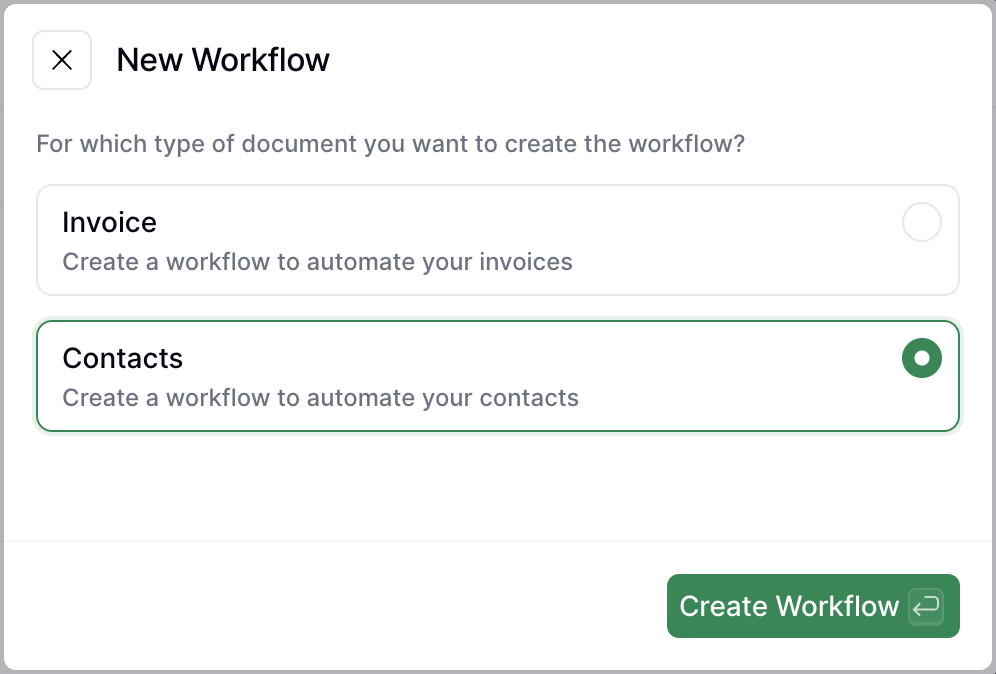 New Workflow
For which type of document you want to create the workflow?
Invoice
Create a workflow to automate your invoices
Contacts
Create a workflow to automate your contacts
Create Workflow